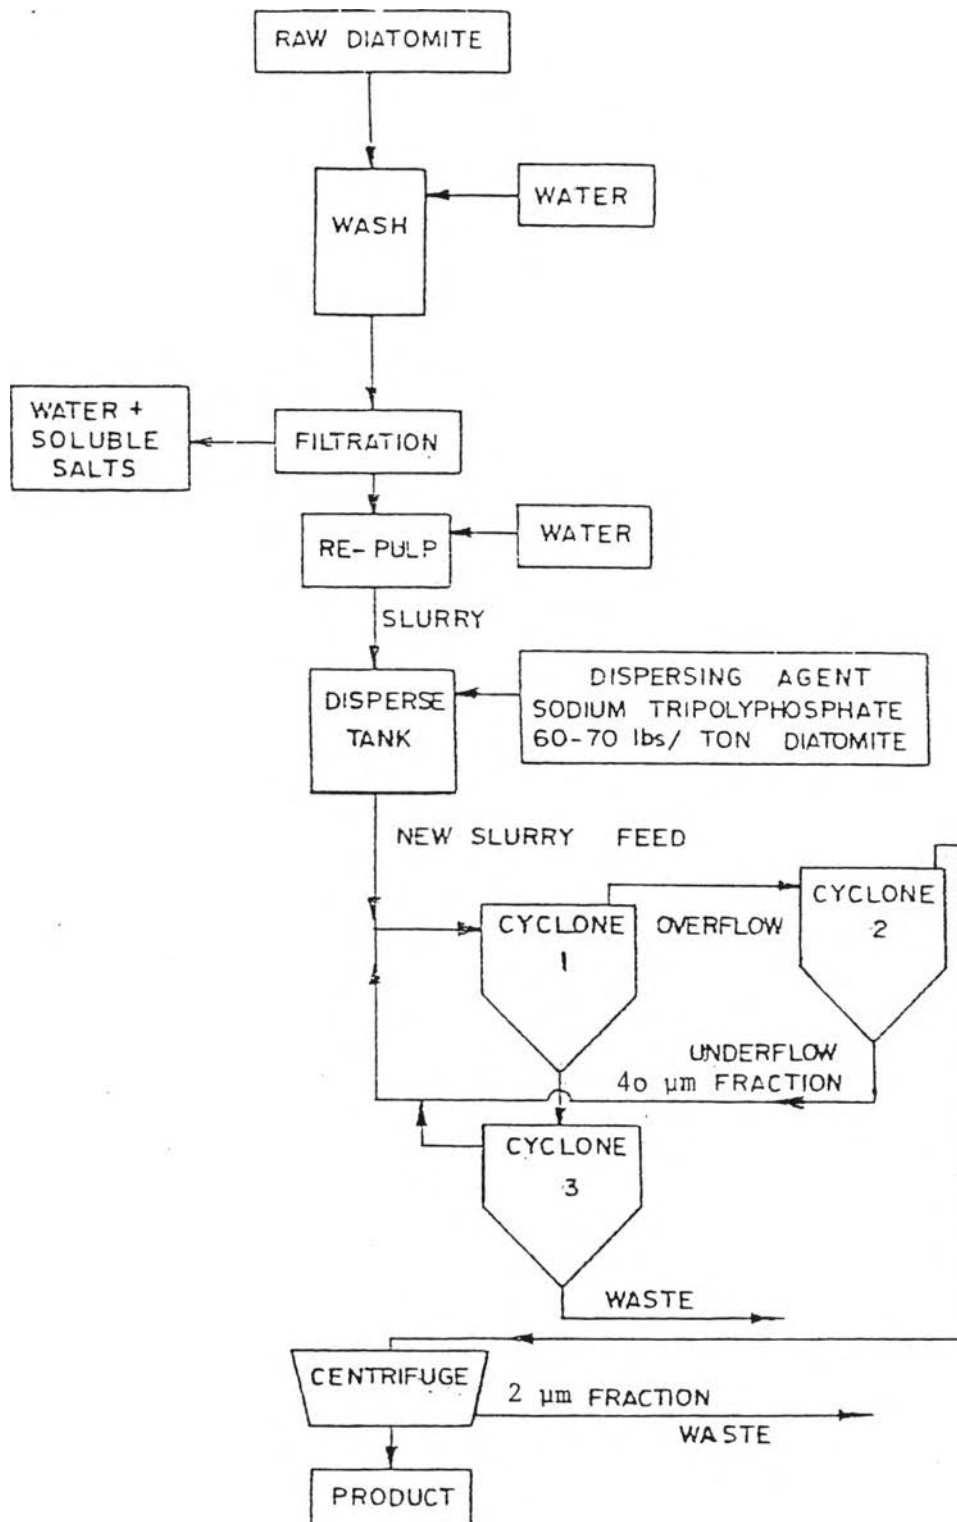 RAW DIATOMITE
WASH
WATER
WATER +
SOLUBLE
SALTS
FILTRATION
RE-PULP
WATER
SLURRY
DISPERSE
TANK
DISPERSING AGENT
SODIUM TRIPOLYPHOSPHATE
60-70 lbs/ TON DIATOMITE
NEW SLURRY FEED
CYCLONE
1
OVERFLOW
CYCLONE
2
UNDERFLOW
40 µm FRACTION
CYCLONE
3
WASTE
CENTRIFUGE
2 µm FRACTION
WASTE
PRODUCT